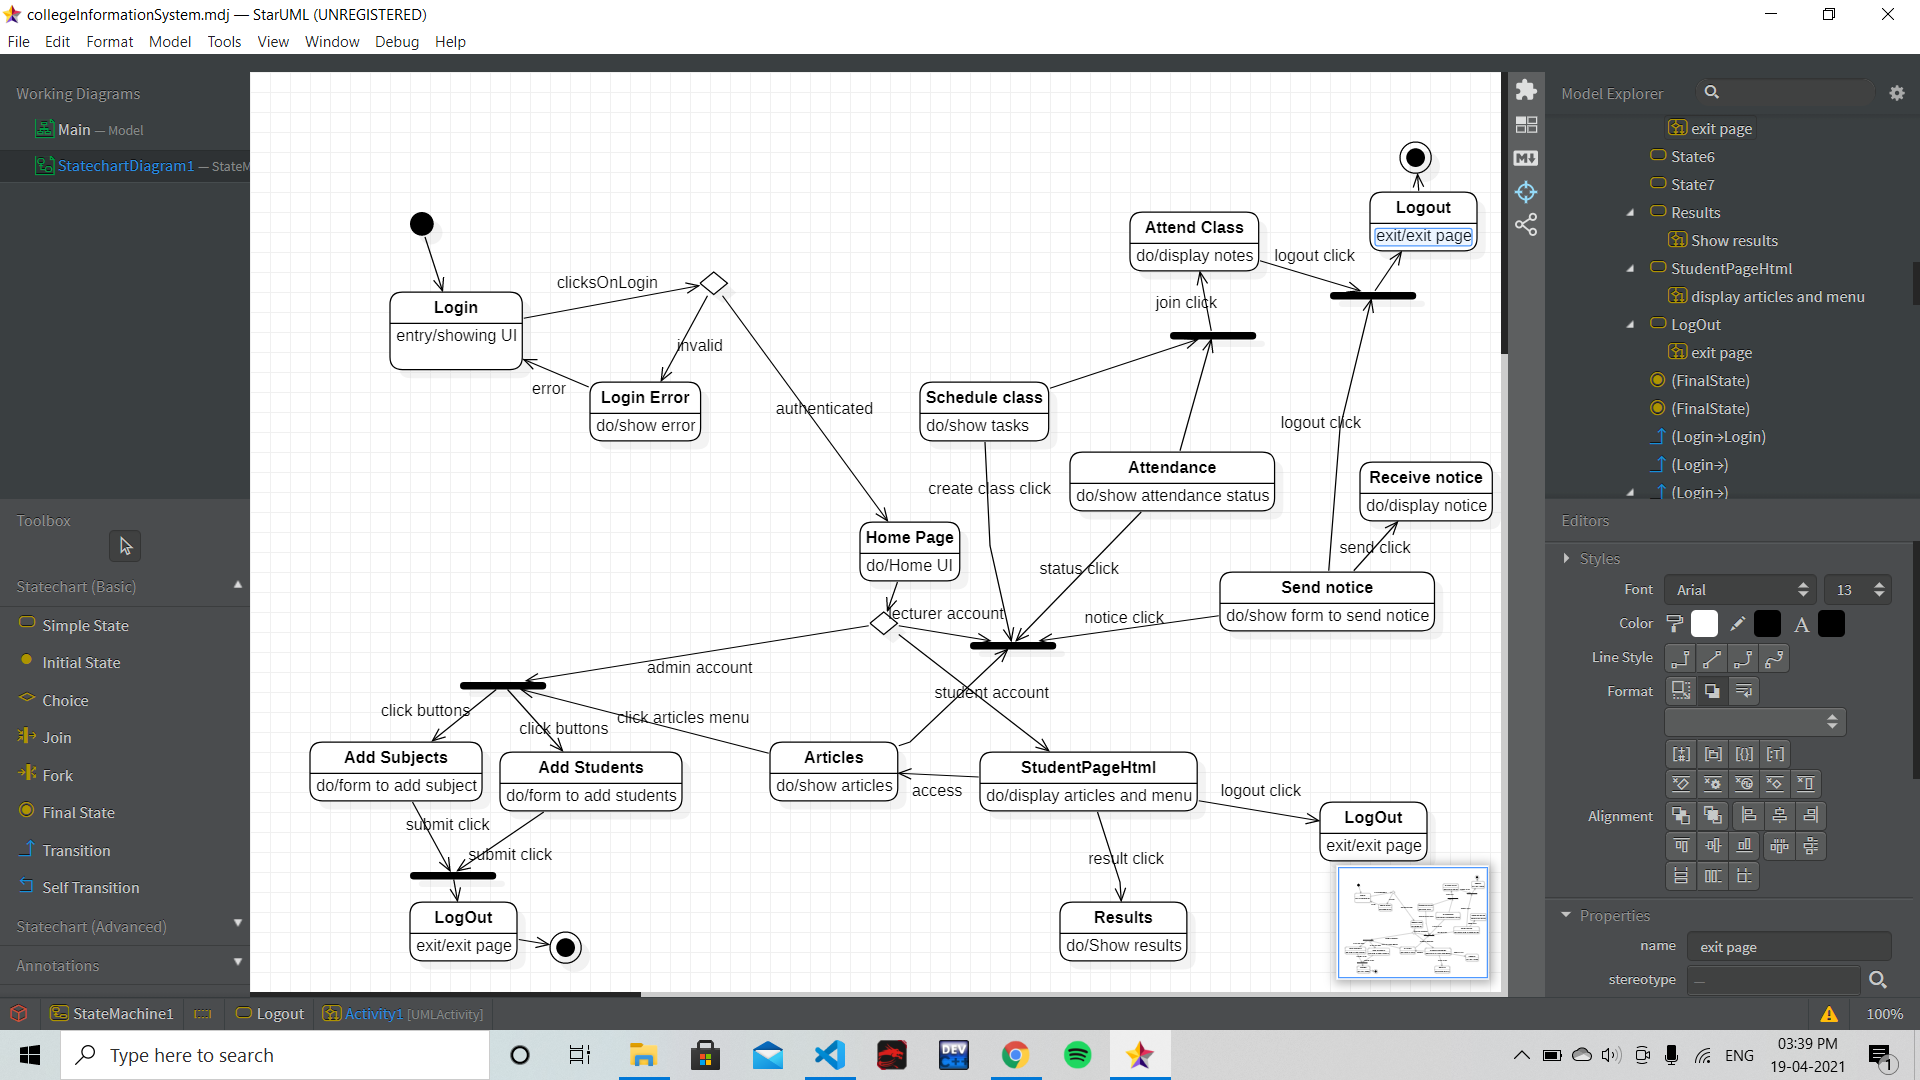 collegeInformationSystem.mdj — StarUML (UNREGISTERED)
File Edit Format Model Tools View Window Debug Help
Working Diagrams
Main — Model
StatechartDiagram1 — StateM
Toolbox
Statechart (Basic)
Simple State
Initial State
Choice
Join
Fork
Final State
Transition
Self Transition
Statechart (Advanced)
Annotations
Login
entry/showing UI
clicksOnLogin
invalid
error
Login Error
do/show error
authenticated
Attend Class
do/display notes
join click
logout click
Logout
exit/exit page
Schedule class
do/show tasks
create class click
Attendance
do/show attendance status
status click
logout click
Receive notice
do/display notice
send click
Send notice
do/show form to send notice
notice click
Home Page
do/Home UI
lecturer account
admin account
student account
click buttons
click buttons
click articles menu
Add Subjects
do/form to add subject
Add Students
do/form to add students
Articles
do/show articles
access
StudentPageHtml
do/display articles and menu
logout click
LogOut
exit/exit page
submit click
submit click
result click
LogOut
exit/exit page
Results
do/Show results
Model Explorer
exit page
State6
State7
Results
Show results
StudentPageHtml
display articles and menu
LogOut
exit page
(FinalState)
(FinalState)
(Login→Login)
(Login→)
(Login→)
Editors
Styles
Font Arial 13
Color A
Line Style
Format
Alignment
Properties
name exit page
stereotype —
StateMachine1 Logout Activity1 [UMLActivity] 100%
Type here to search
DEV C++
ENG
03:39 PM
19-04-2021
1